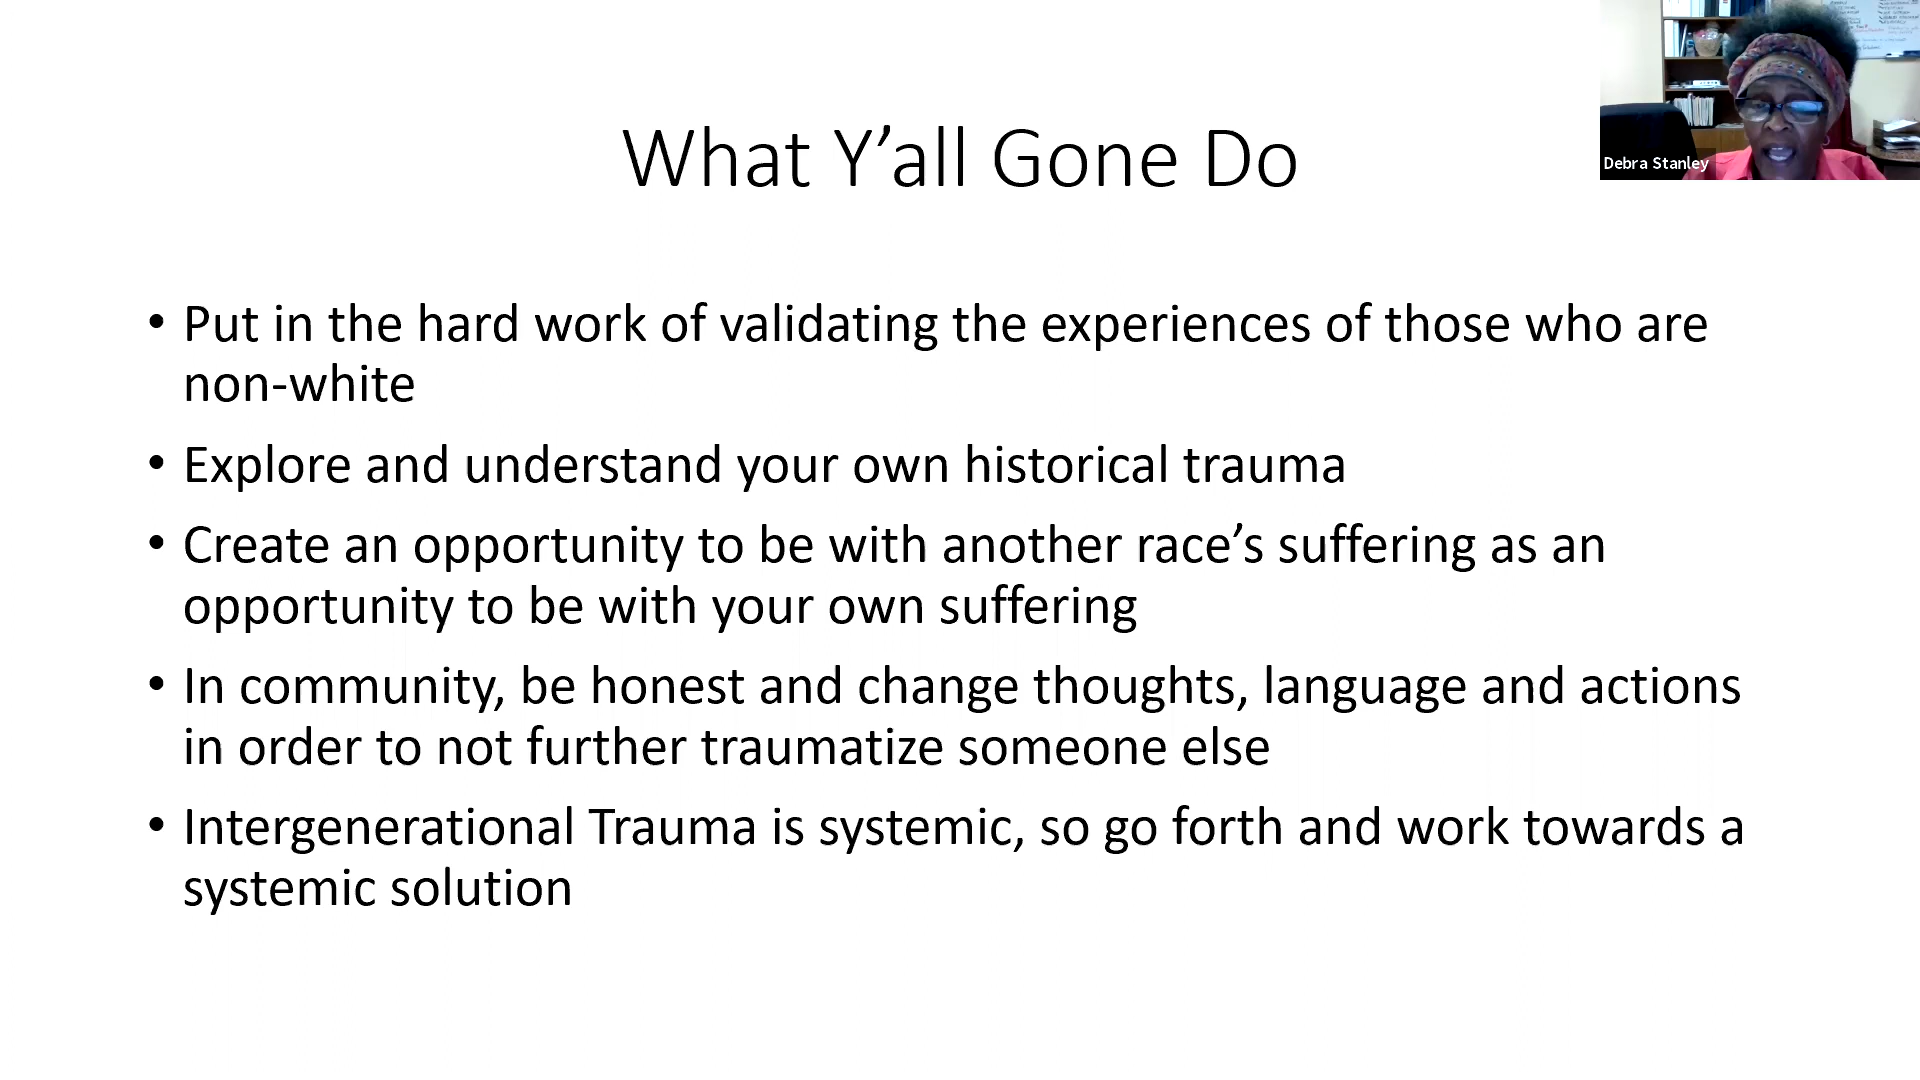 What Y’all Gone Do
Debra Stanley
• Put in the hard work of validating the experiences of those who are
non-white
• Explore and understand your own historical trauma
• Create an opportunity to be with another race’s suffering as an
opportunity to be with your own suffering
• In community, be honest and change thoughts, language and actions
in order to not further traumatize someone else
• Intergenerational Trauma is systemic, so go forth and work towards a
systemic solution